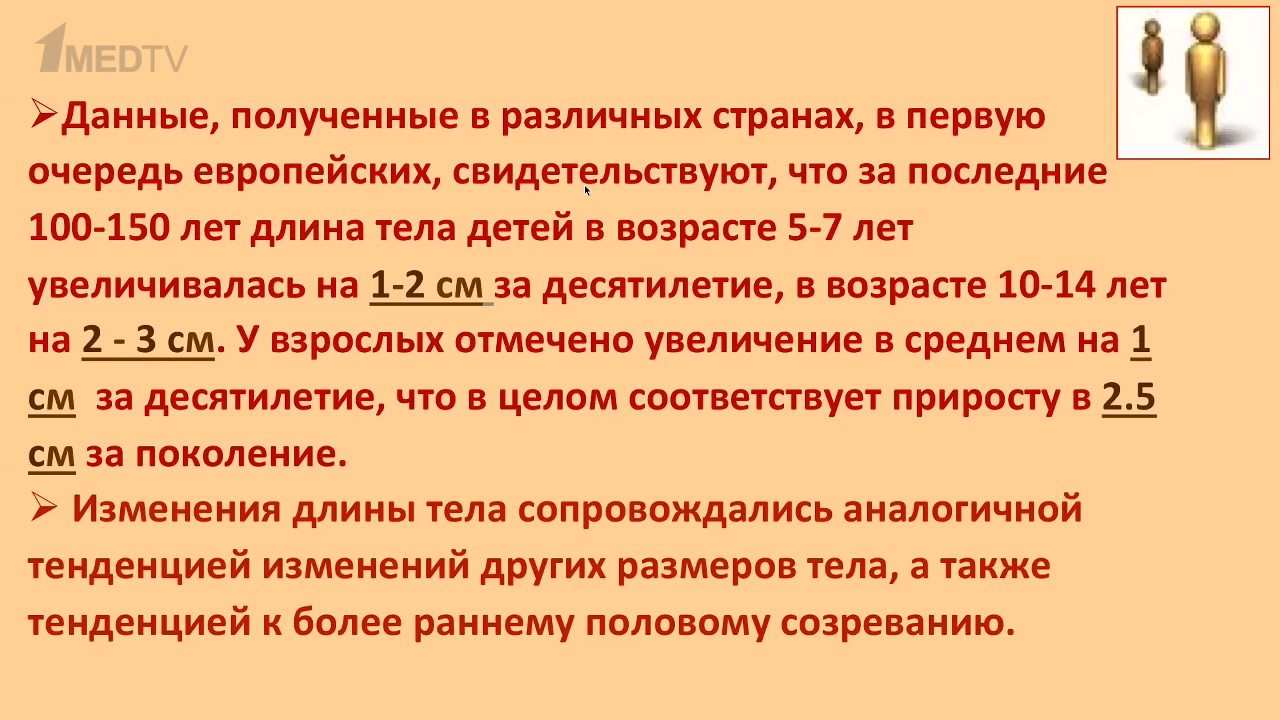 1MEDTV
➢Данные, полученные в различных странах, в первую
очередь европейских, свидетельствуют, что за последние
100-150 лет длина тела детей в возрасте 5-7 лет
увеличивалась на 1-2 см за десятилетие, в возрасте 10-14 лет
на 2 - 3 см. У взрослых отмечено увеличение в среднем на 1
см за десятилетие, что в целом соответствует приросту в 2.5
см за поколение.
➢ Изменения длины тела сопровождались аналогичной
тенденцией изменений других размеров тела, а также
тенденцией к более раннему половому созреванию.